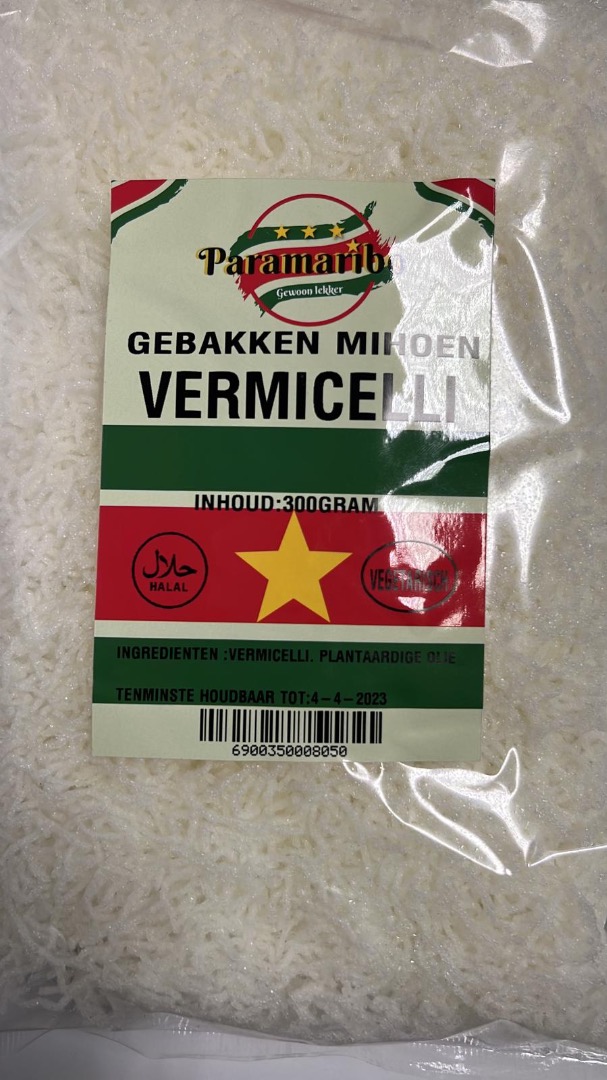 Paramaribo
Gewoon lekker
GEBAKKEN MIHOEN
VERMICELLI
INHOUD:300GRAM
حلال
HALAL
VEGETARISCH
INGREDIENTEN :VERMICELLI. PLANTAARDIGE OLIE
TENMINSTE HOUDBAAR TOT:4-4-2023
6900350008050